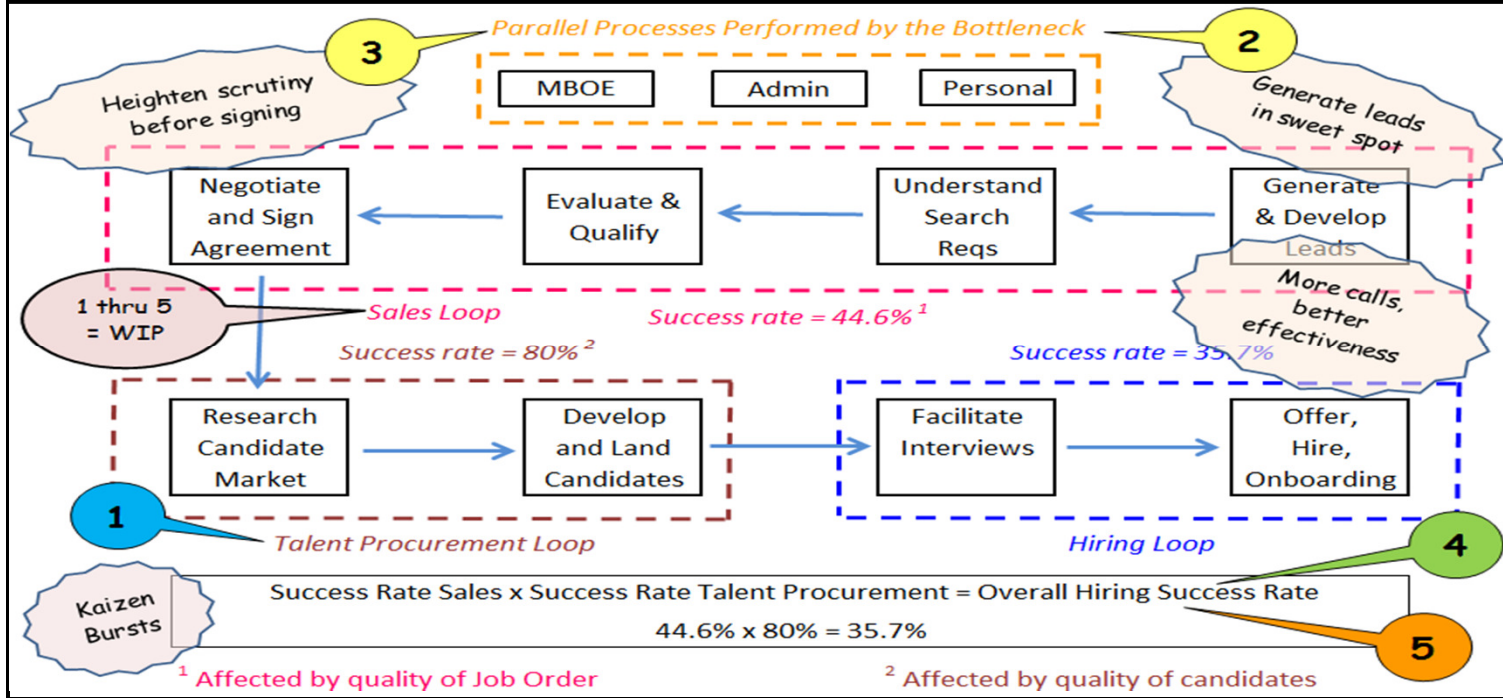 Parallel Processes Performed by the Bottleneck
3
2
MBOE
Admin
Personal
Heighten scrutiny
before signing
Generate leads
in sweet spot
Negotiate
and Sign
Agreement
Evaluate &
Qualify
Understand
Search
Reqs
Generate
& Develop
Leads
More calls,
better
effectiveness
1 thru 5
= WIP
Sales Loop
Success rate = 44.6% ¹
Success rate = 80% ²
Success rate = 35.7%
Research
Candidate
Market
Develop
and Land
Candidates
Facilitate
Interviews
Offer,
Hire,
Onboarding
1
Talent Procurement Loop
Hiring Loop
4
Kaizen
Bursts
Success Rate Sales x Success Rate Talent Procurement = Overall Hiring Success Rate
44.6% x 80% = 35.7%
5
¹ Affected by quality of Job Order
² Affected by quality of candidates